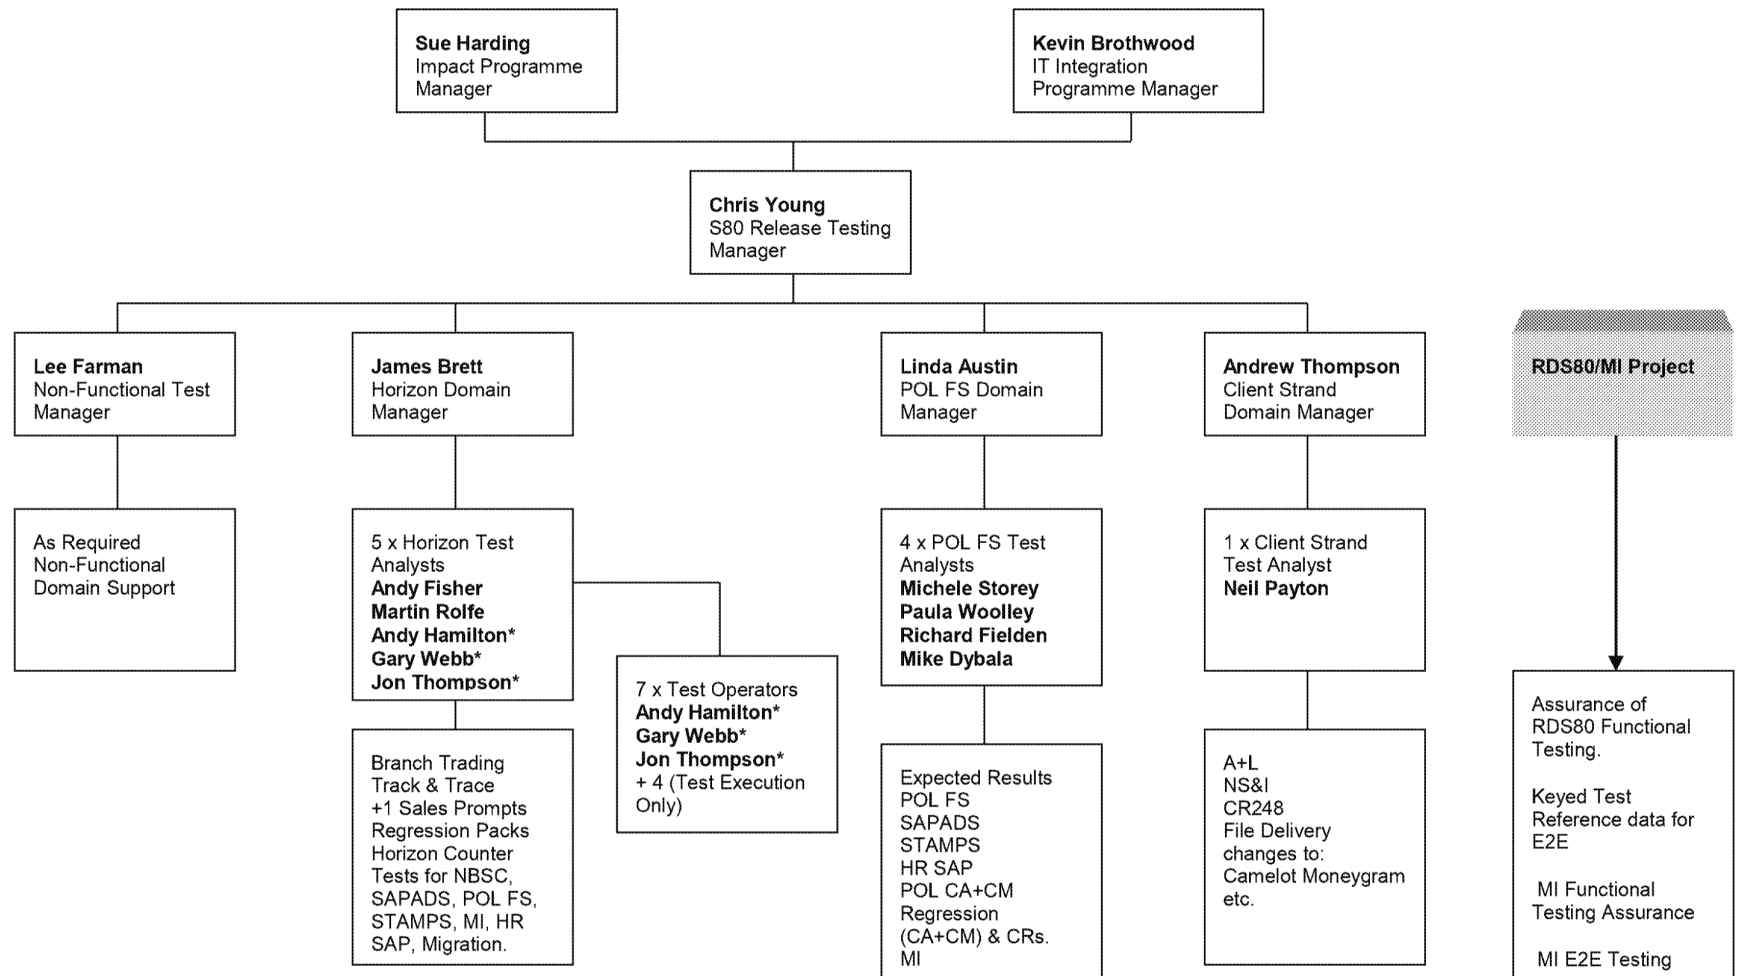 Sue Harding
Impact Programme
Manager
Kevin Brothwood
IT Integration
Programme Manager
Chris Young
S80 Release Testing
Manager
Lee Farman
Non-Functional Test
Manager
James Brett
Horizon Domain
Manager
Linda Austin
POL FS Domain
Manager
Andrew Thompson
Client Strand
Domain Manager
RDS80/MI Project
As Required
Non-Functional
Domain Support
5 x Horizon Test
Analysts
Andy Fisher
Martin Rolfe
Andy Hamilton*
Gary Webb*
Jon Thompson*
7 x Test Operators
Andy Hamilton*
Gary Webb*
Jon Thompson*
+ 4 (Test Execution
Only)
4 x POL FS Test
Analysts
Michele Storey
Paula Woolley
Richard Fielden
Mike Dybala
1 x Client Strand
Test Analyst
Neil Payton
Branch Trading
Track & Trace
+1 Sales Prompts
Regression Packs
Horizon Counter
Tests for NBSC,
SAPADS, POL FS,
STAMPS, MI, HR
SAP, Migration.
Expected Results
POL FS
SAPADS
STAMPS
HR SAP
POL CA+CM
Regression
(CA+CM) & CRs.
MI
A+L
NS&I
CR248
File Delivery
changes to:
Camelot Moneygram
etc.
Assurance of
RDS80 Functional
Testing.
Keyed Test
Reference data for
E2E
MI Functional
Testing Assurance
MI E2E Testing